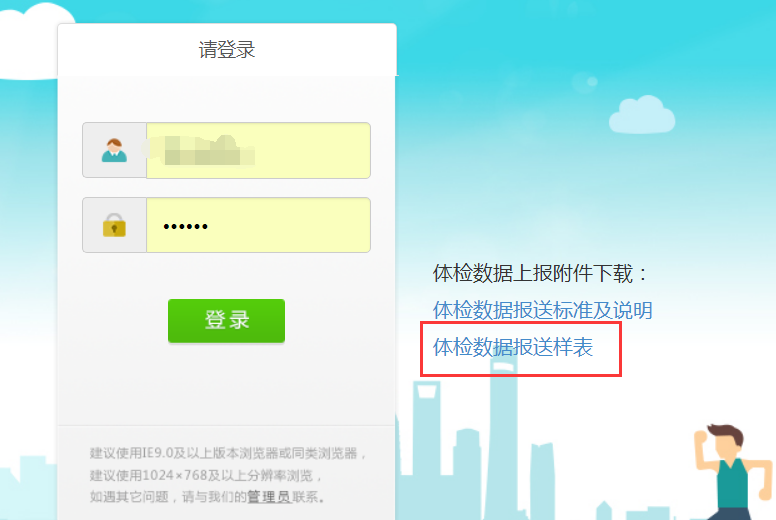 请登录
••••••
登录
体检数据上报附件下载：
体检数据报送标准及说明
体检数据报送样表
建议使用IE9.0及以上版本浏览器或同类浏览器，
建议使用1024×768及以上分辨率浏览，
如遇其它问题，请与我们的管理员联系。